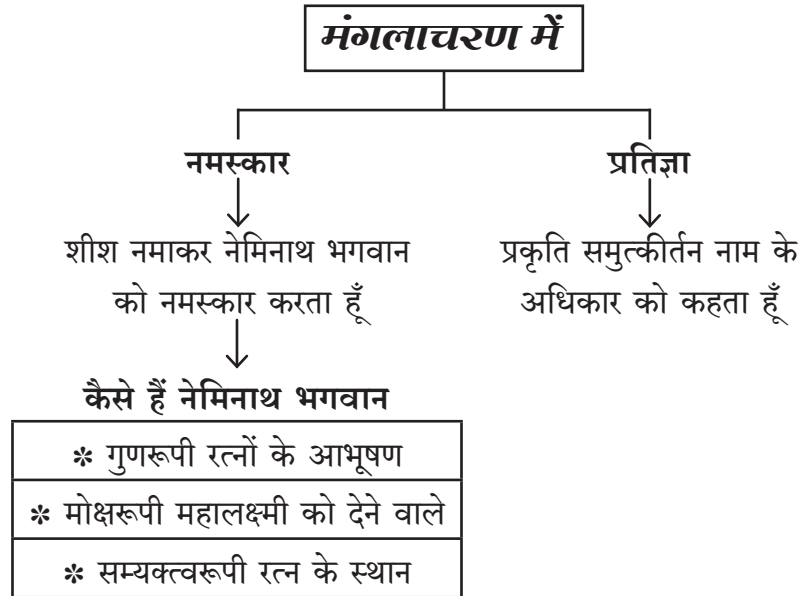 मंगलाचरण में
नमस्कार
शीश नमाकर नेमिनाथ भगवान
को नमस्कार करता हूँ
कैसे हैं नेमिनाथ भगवान
* गुणरूपी रत्नों के आभूषण
* मोक्षरूपी महालक्ष्मी को देने वाले
* सम्यक्त्वरूपी रत्न के स्थान
प्रतिज्ञा
प्रकृति समुत्कीर्तन नाम के
अधिकार को कहता हूँ